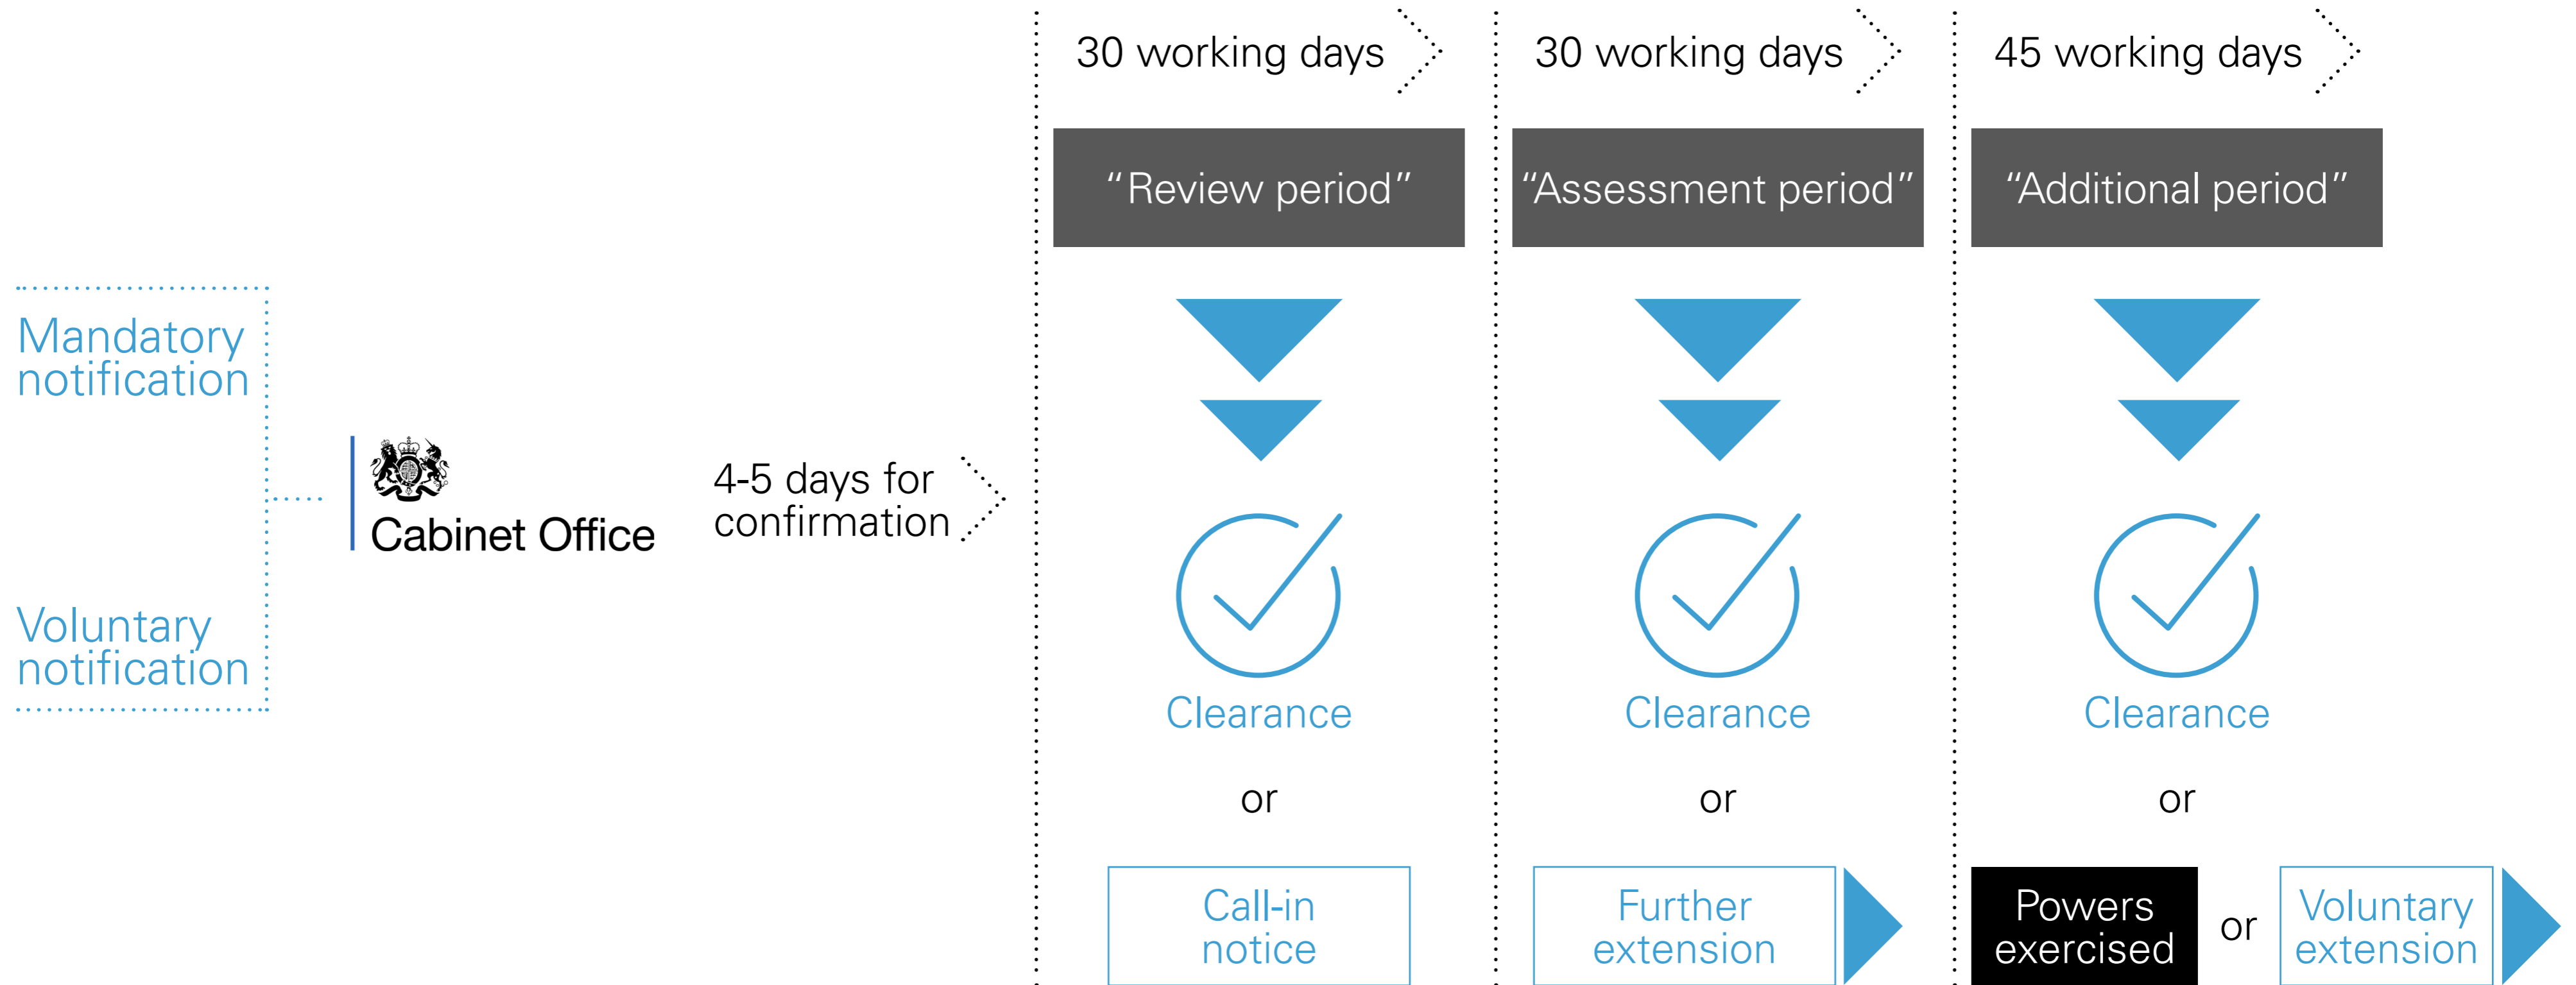 Mandatory
notification
Voluntary
notification
Cabinet Office
4-5 days for
confirmation
30 working days
“Review period”
Clearance
or
Call-in
notice
30 working days
“Assessment period”
Clearance
or
Further
extension
45 working days
“Additional period”
Clearance
or
Powers
exercised
or
Voluntary
extension